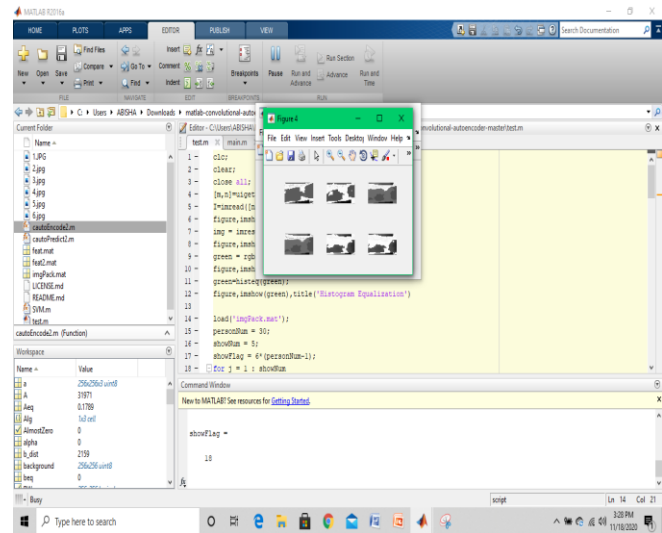 MATLAB R2016a
HOME PLOTS APPS EDITOR PUBLISH VIEW Search Documentation
New Open Save Find Files Compare Print Go To Find Insert Comment Indent Breakpoints Pause Run and Advance Run Section Advance Run and Time
FILE NAVIGATE EDIT BREAKPOINTS RUN
C: Users ABISHA Downloads matlab-convolutional-auto
Current Folder
Editor - C:\Users\ABISHA\ nvolutional-autoencoder-master\test.m
Name
1.JPG
2.jpg
3.jpg
4.jpg
5.jpg
6.jpg
cautoEncode2.m
cautoPredict2.m
feat.mat
feat2.mat
imgPack.mat
LICENSE.md
README.md
SVM.m
test.m
cautoEncode2.m (Function)
test.m main.m
1 - clc;
2 - clear;
3 - close all;
4 - [m,n]=uiget
5 - I=imread([n
6 - figure,imsh
7 - img = imres
8 - figure,imsh
9 - green = rgb
10 - figure,imsh
11 - green=histeq(green);
12 - figure,imshow(green),title('Histogram Equalization')
13
14 - load('imgPack.mat');
15 - personNum = 30;
16 - showNum = 5;
17 - showFlag = 6*(personNum-1);
18 - for j = 1 : showNum
Figure 4
File Edit View Insert Tools Desktop Window Help
Workspace
Name Value
a 256x256x3 uint8
A 31971
Aeq 0.1789
Alg 1x3 cell
AlmostZero 0
alpha 0
b_dist 2159
background 256x256 uint8
beq 0
Command Window
New to MATLAB? See resources for Getting Started.
showFlag =
18
fx
Busy script Ln 14 Col 21
Type here to search
3:28 PM
11/18/2020